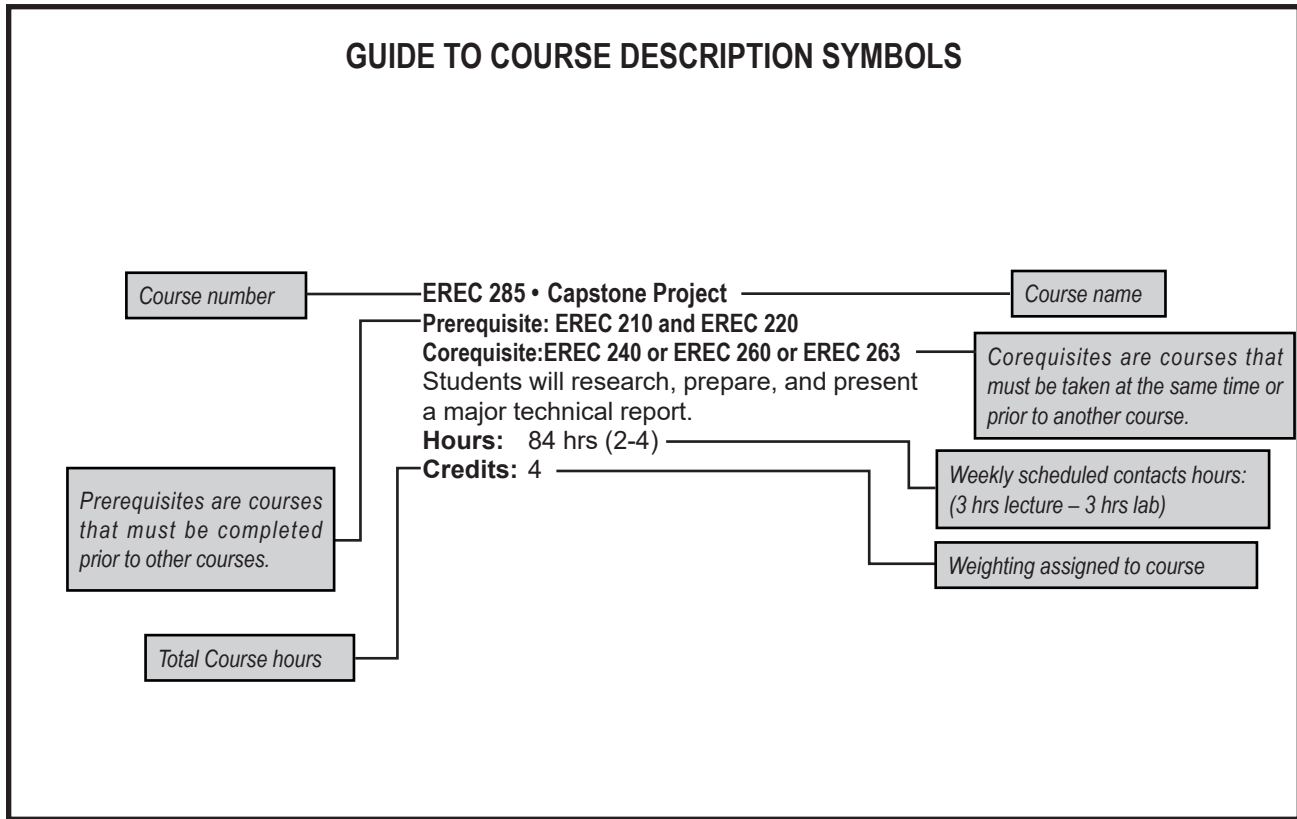 GUIDE TO COURSE DESCRIPTION SYMBOLS
Course number
EREC 285 • Capstone Project
Course name
Prerequisite: EREC 210 and EREC 220
Corequisite:EREC 240 or EREC 260 or EREC 263
Students will research, prepare, and present
a major technical report.
Hours: 84 hrs (2-4)
Credits: 4
Corequisites are courses that
must be taken at the same time or
prior to another course.
Prerequisites are courses
that must be completed
prior to other courses.
Weekly scheduled contacts hours:
(3 hrs lecture – 3 hrs lab)
Weighting assigned to course
Total Course hours